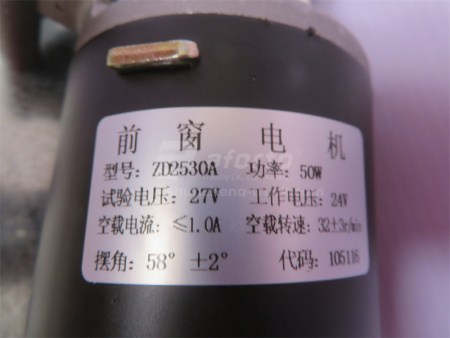 前窗电机
型号: ZD2530A 功率: 50W
试验电压: 27V 工作电压: 24V
空载电流: ≤1.0A 空载转速: 32±3r/min
摆角: 58° ±2° 代码: 105116